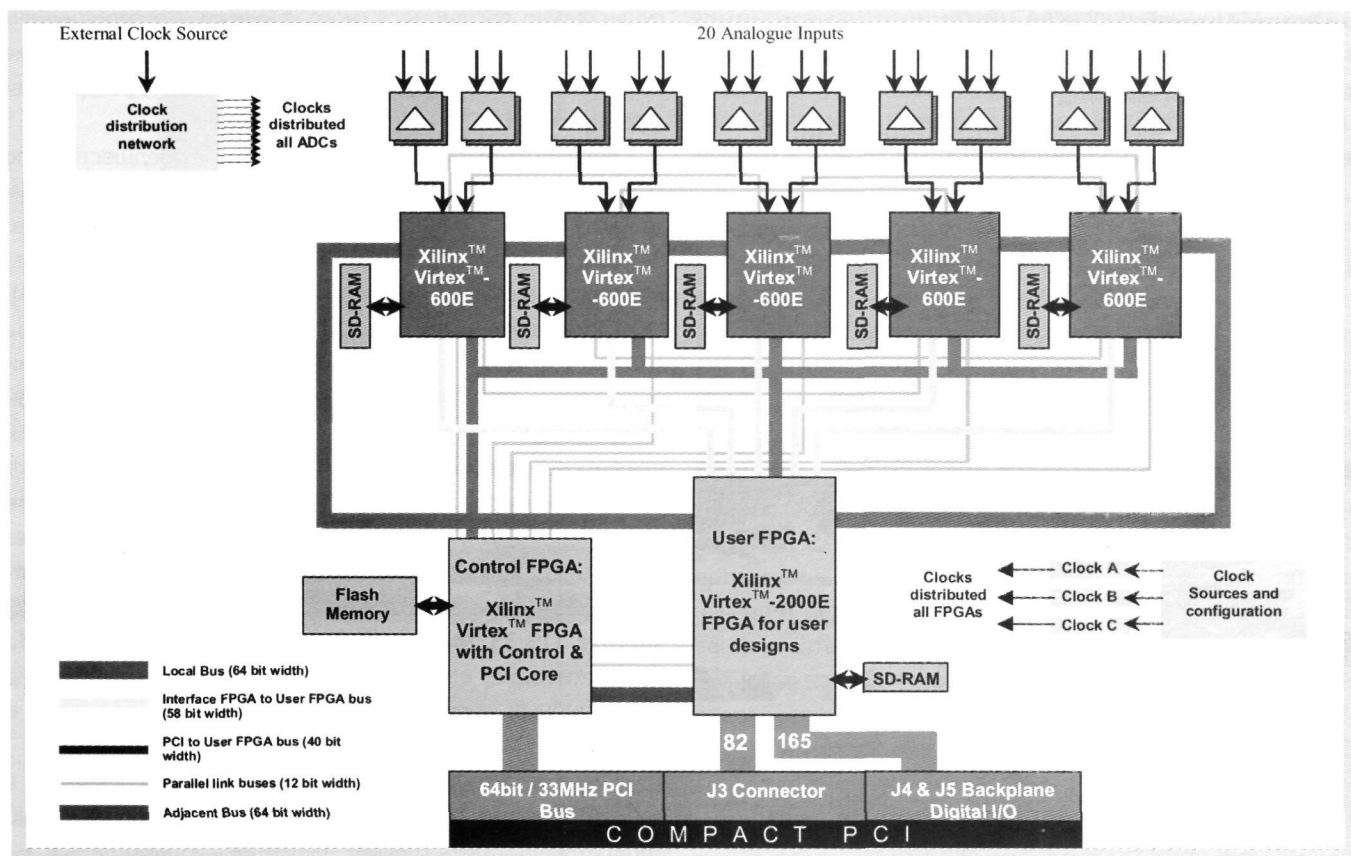 External Clock Source
20 Analogue Inputs
Clock
distribution
network
Clocks
distributed
all ADCs
Xilinx™
Virtex™-
600E
Xilinx™
Virtex™
-600E
Xilinx™
Virtex™
-600E
Xilinx™
Virtex™-
600E
Xilinx™
Virtex™-
600E
SD-RAM
SD-RAM
SD-RAM
SD-RAM
SD-RAM
Control FPGA:
Xilinx™
Virtex™ FPGA
with Control &
PCI Core
User FPGA:
Xilinx™
Virtex™-2000E
FPGA for user
designs
Flash
Memory
Clocks
distributed
all FPGAs
Clock A
Clock B
Clock C
Clock
Sources and
configuration
SD-RAM
Local Bus (64 bit width)
Interface FPGA to User FPGA bus
(58 bit width)
PCI to User FPGA bus (40 bit
width)
Parallel link buses (12 bit width)
Adjacent Bus (64 bit width)
82
165
64bit / 33MHz PCI
Bus
J3 Connector
J4 & J5 Backplane
Digital I/O
COMPACT PCI